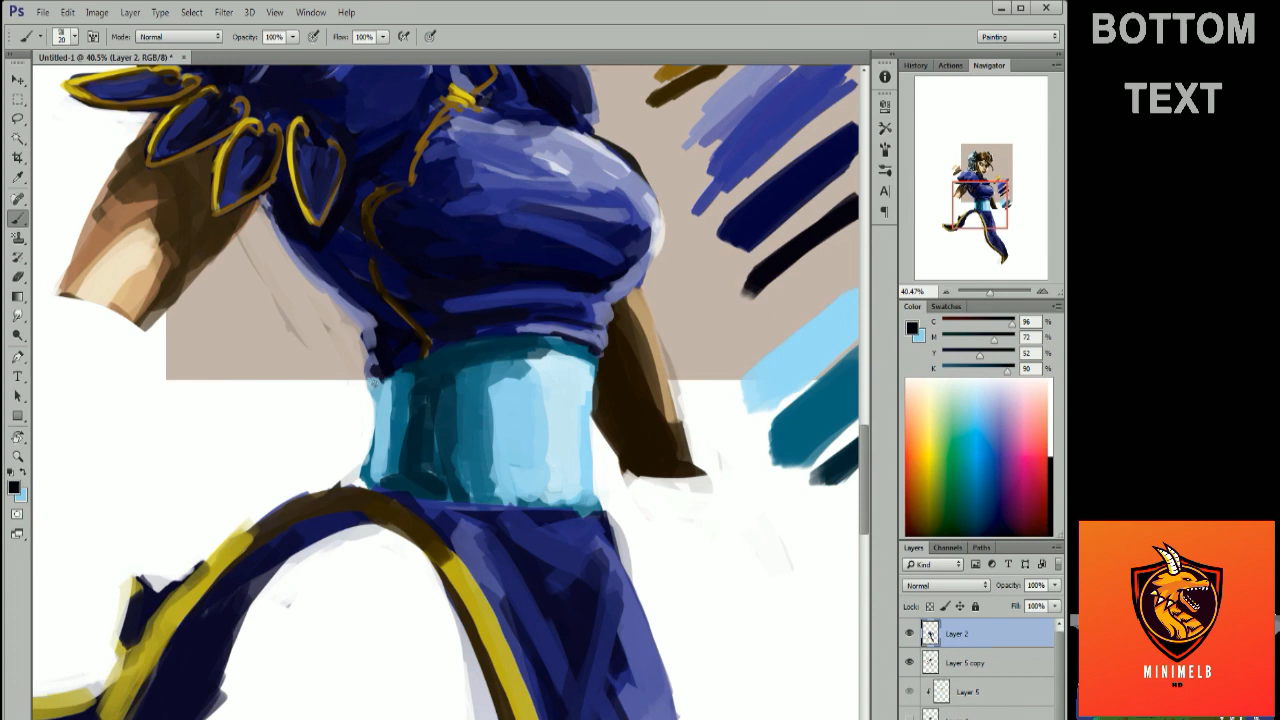 Ps File Edit Image Layer Type Select Filter 3D View Window Help
20 Mode: Normal Opacity: 100% Flow: 100% Painting
Untitled-1 @ 40.5% (Layer 2, RGB/8) * ×
History Actions Navigator
40.47%
Color Swatches
C 96 %
M 72 %
Y 52 %
K 90 %
Layers Channels Paths
Kind
Normal Opacity: 100%
Lock: Fill: 100%
Layer 2
Layer 5 copy
Layer 5
BOTTOM
TEXT
MINIMELB
HD